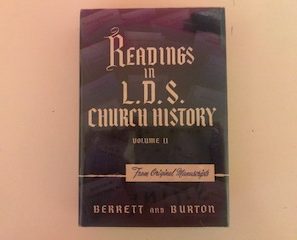 READINGS
IN
L.D.S.
CHURCH HISTORY
VOLUME II
From Original Manuscripts
BERRETT AND BURTON